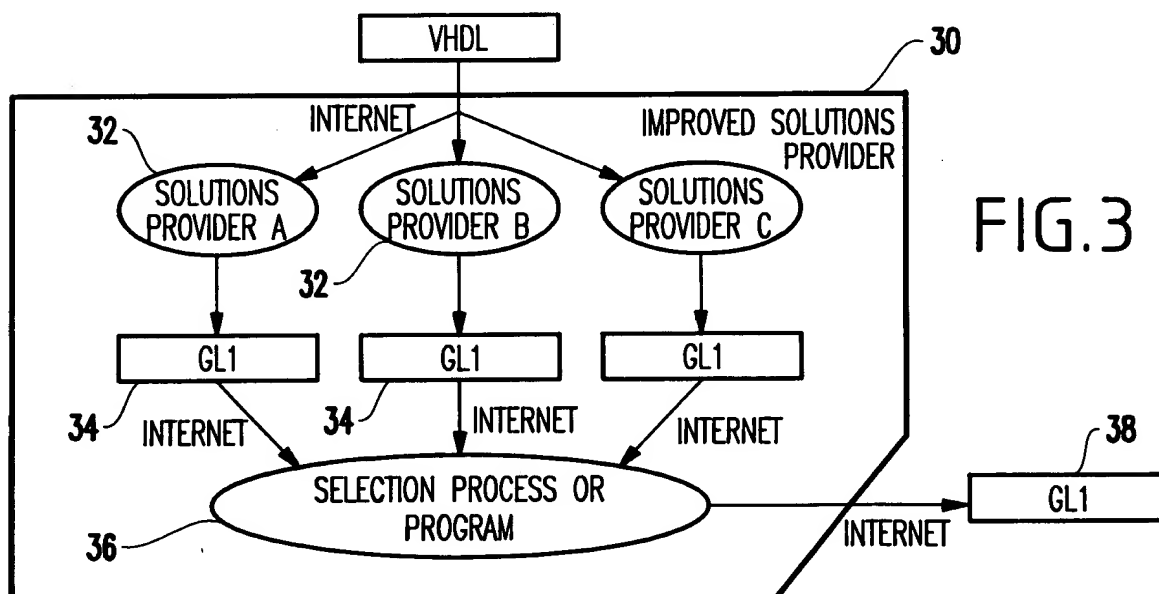 VHDL
30
INTERNET
IMPROVED SOLUTIONS
PROVIDER
32
SOLUTIONS
PROVIDER A
SOLUTIONS
PROVIDER B
SOLUTIONS
PROVIDER C
FIG.3
32
GL1
GL1
GL1
34
INTERNET
34
INTERNET
INTERNET
38
SELECTION PROCESS OR
PROGRAM
GL1
36
INTERNET